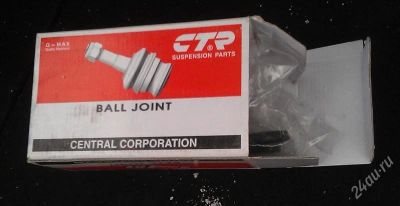 Q-MAX
CTR
SUSPENSION PARTS
BALL JOINT
CENTRAL CORPORATION
24au.ru